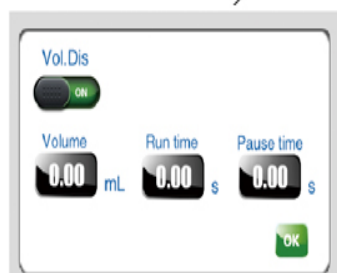 Vol.Dis
ON
Volume Run time Pause time
0.00 mL 0.00 s 0.00 s
OK